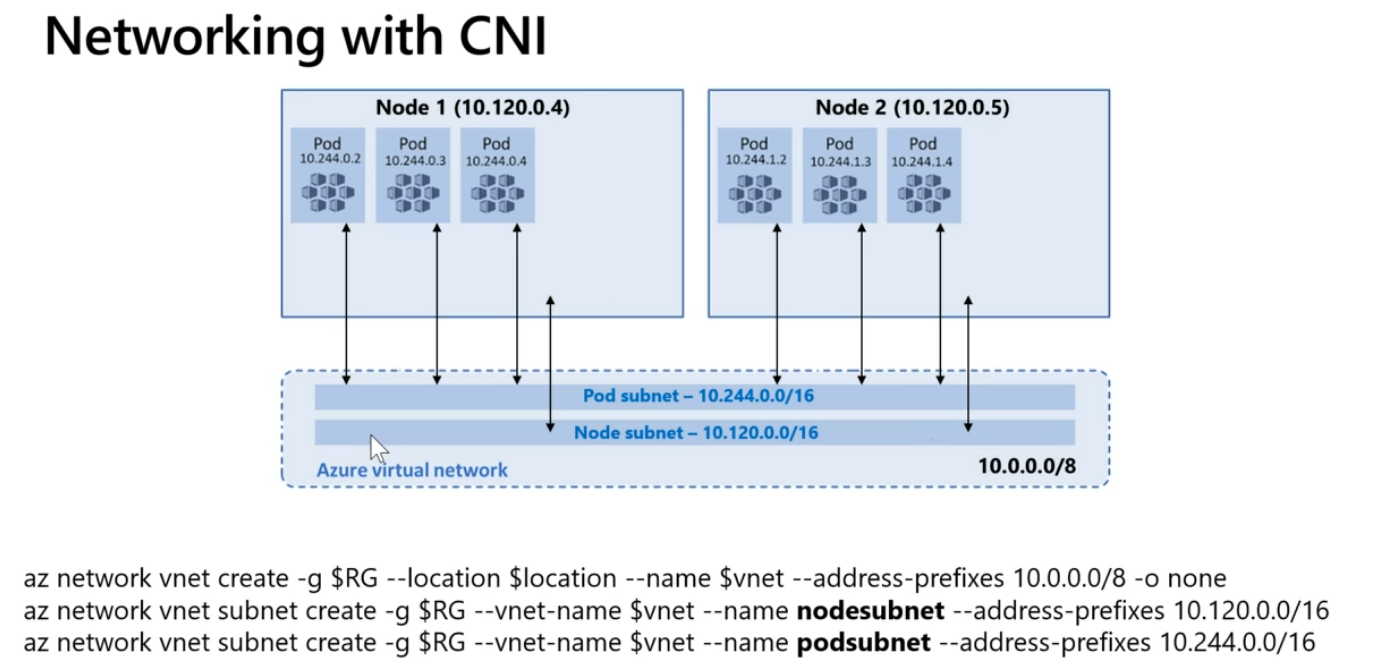 Networking with CNI
Node 1 (10.120.0.4)
Pod
10.244.0.2
Pod
10.244.0.3
Pod
10.244.0.4
Node 2 (10.120.0.5)
Pod
10.244.1.2
Pod
10.244.1.3
Pod
10.244.1.4
Pod subnet – 10.244.0.0/16
Node subnet – 10.120.0.0/16
Azure virtual network
10.0.0.0/8
az network vnet create -g $RG --location $location --name $vnet --address-prefixes 10.0.0.0/8 -o none
az network vnet subnet create -g $RG --vnet-name $vnet --name nodesubnet --address-prefixes 10.120.0.0/16
az network vnet subnet create -g $RG --vnet-name $vnet --name podsubnet --address-prefixes 10.244.0.0/16